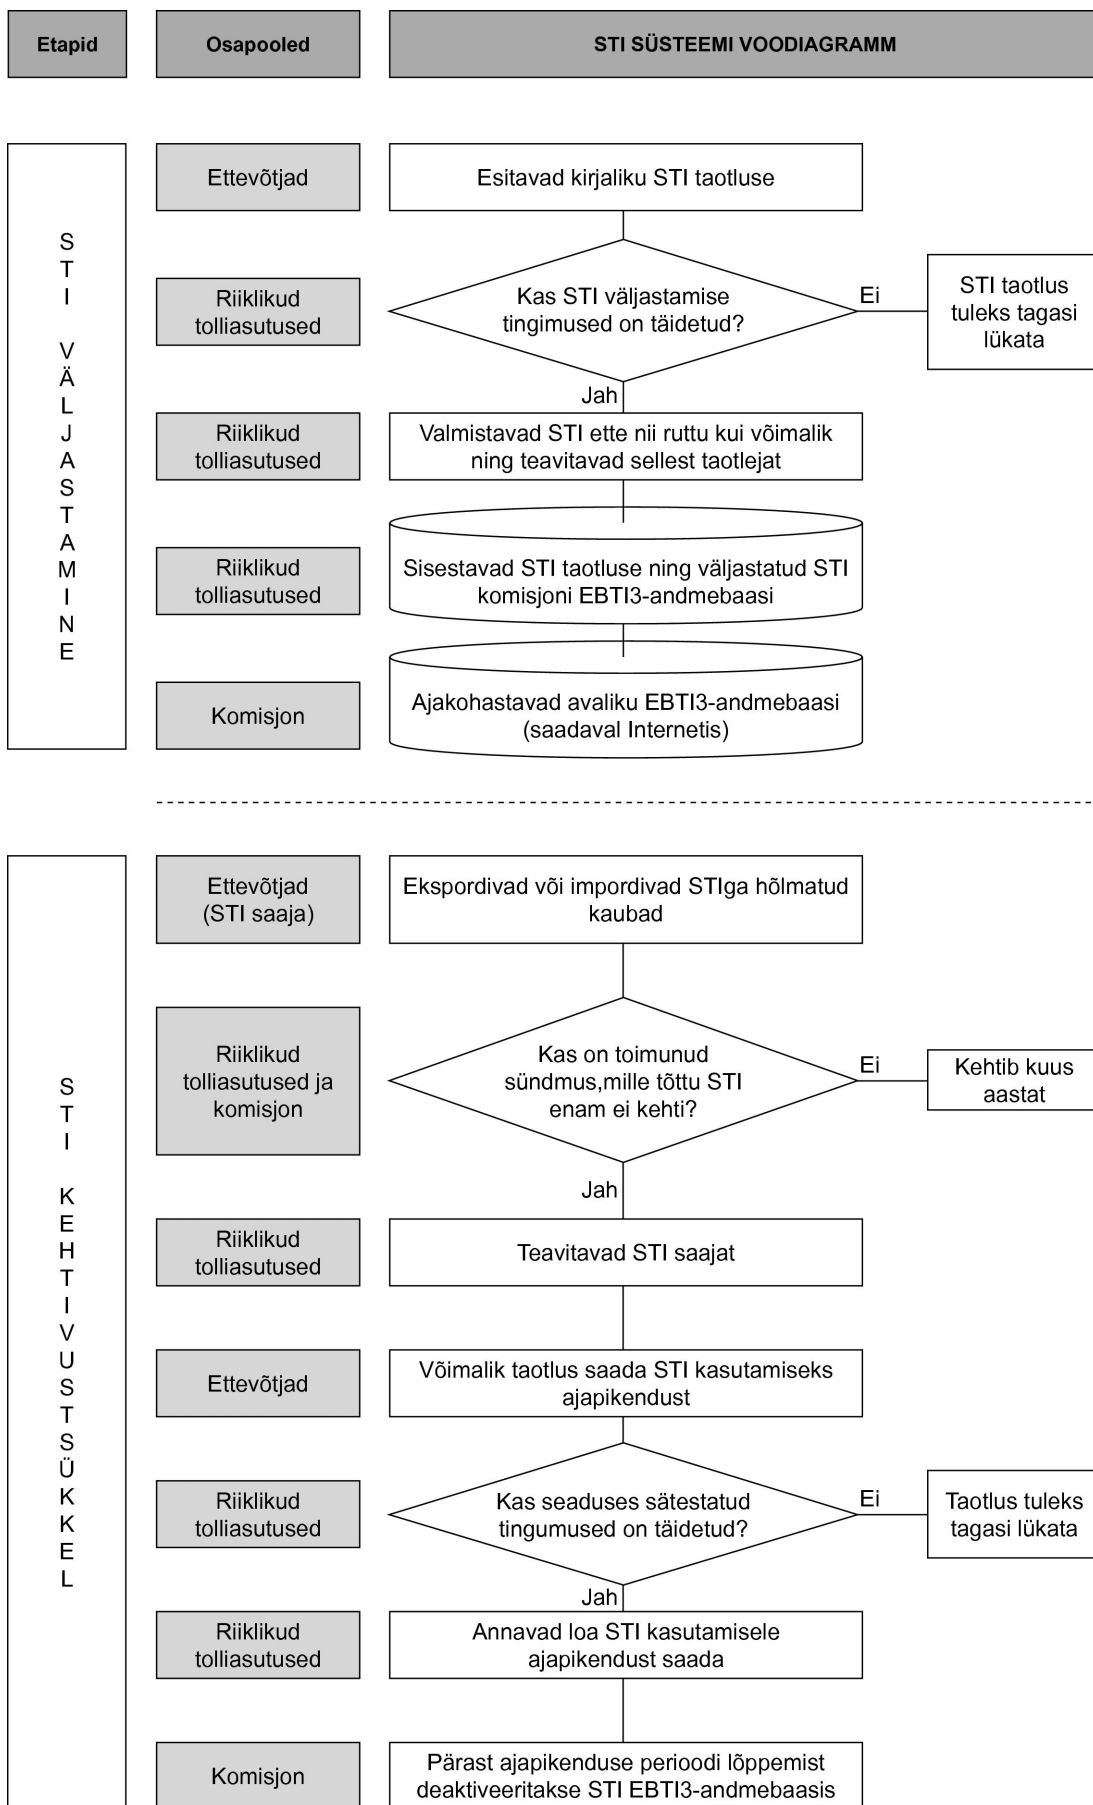 Etapid
Osapooled
STI SÜSTEEMI VOODIAGRAMM
STI VÄLJASTAMINE
Ettevõtjad
Esitavad kirjaliku STI taotluse
Riiklikud
tolliasutused
Kas STI väljastamise
tingimused on täidetud?
Ei
STI taotlus
tuleks tagasi
lükata
Jah
Riiklikud
tolliasutused
Valmistavad STI ette nii ruttu kui võimalik
ning teavitavad sellest taotlejat
Riiklikud
tolliasutused
Sisestavad STI taotluse ning väljastatud STI
komisjoni EBTI3-andmebaasi
Komisjon
Ajakohastavad avaliku EBTI3-andmebaasi
(saadaval Internetis)
STI KEHTIVUSTSÜKKEL
Ettevõtjad
(STI saaja)
Ekspordivad või impordivad STIga hõlmatud
kaubad
Riiklikud
tolliasutused ja
komisjon
Kas on toimunud
sündmus,mille tõttu STI
enam ei kehti?
Ei
Kehtib kuus
aastat
Jah
Riiklikud
tolliasutused
Teavitavad STI saajat
Ettevõtjad
Võimalik taotlus saada STI kasutamiseks
ajapikendust
Riiklikud
tolliasutused
Kas seaduses sätestatud
tingumused on täidetud?
Ei
Taotlus tuleks
tagasi lükata
Jah
Riiklikud
tolliasutused
Annavad loa STI kasutamisele
ajapikendust saada
Komisjon
Pärast ajapikenduse perioodi lõppemist
deaktiveeritakse STI EBTI3-andmebaasis